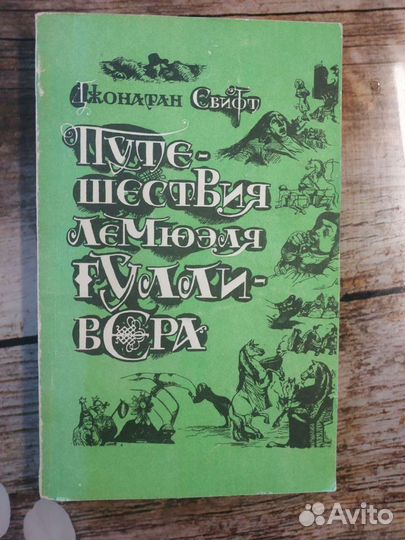 Джонатан Свифт
Путе-
шествия
Лемюэля
Гулли-
вера
Avito